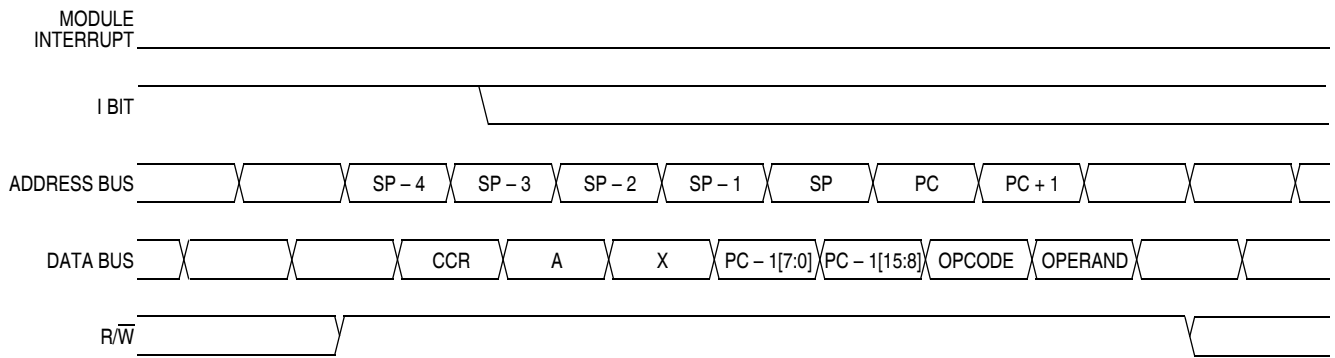 MODULE
INTERRUPT
I BIT
ADDRESS BUS SP – 4 SP – 3 SP – 2 SP – 1 SP PC PC + 1
DATA BUS CCR A X PC – 1[7:0] PC – 1[15:8] OPCODE OPERAND
R/W̅